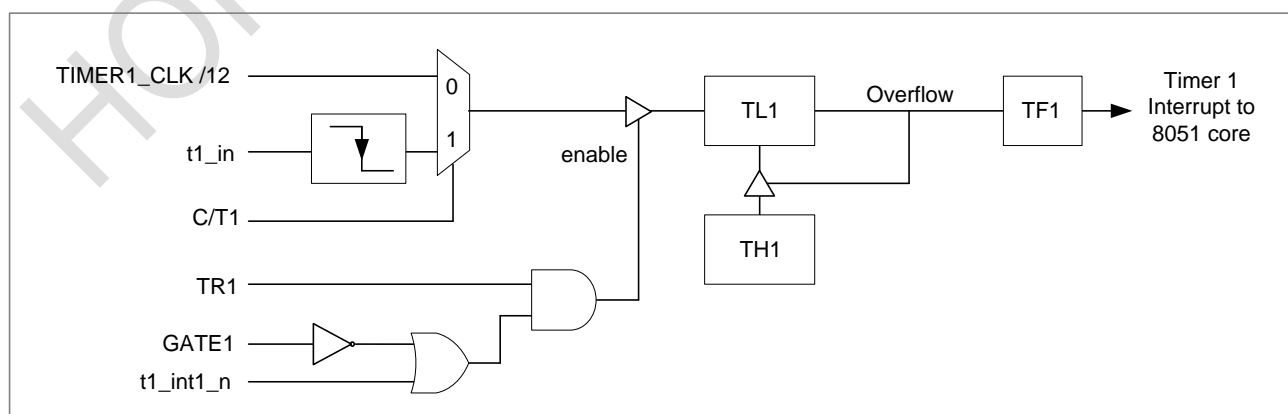 TIMER1_CLK /12
0
t1_in
1
C/T1
enable
TL1
Overflow
TF1
Timer 1
Interrupt to
8051 core
TH1
TR1
GATE1
t1_int1_n